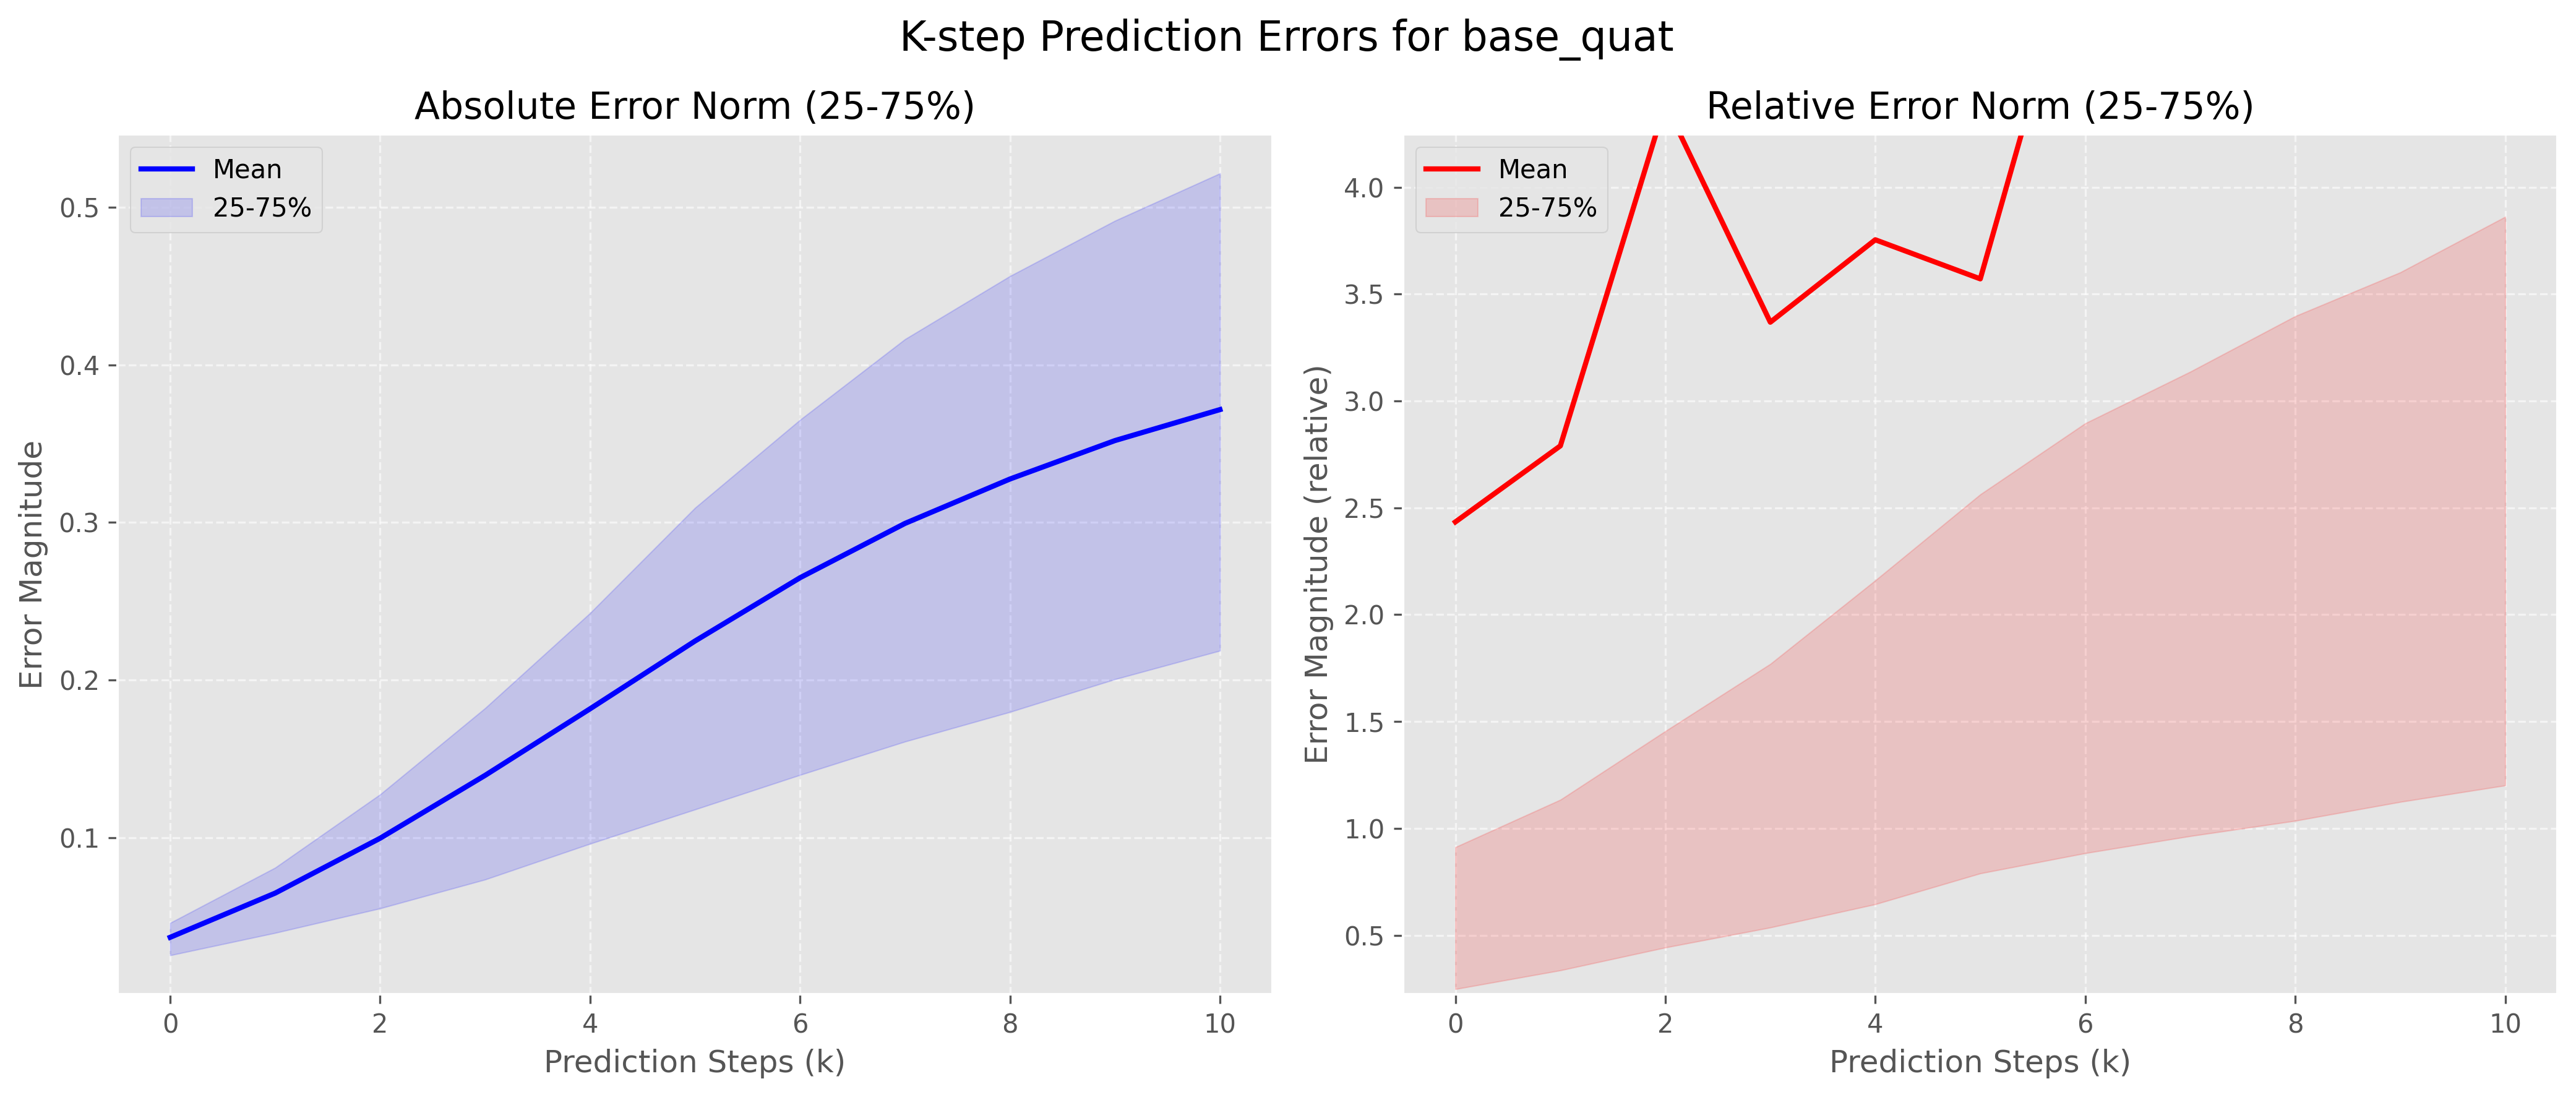 K-step Prediction Errors for base_quat
Absolute Error Norm (25-75%)
Mean
25-75%
Error Magnitude
0.5
0.4
0.3
0.2
0.1
0 2 4 6 8 10
Prediction Steps (k)
Relative Error Norm (25-75%)
Mean
25-75%
Error Magnitude (relative)
4.0
3.5
3.0
2.5
2.0
1.5
1.0
0.5
0 2 4 6 8 10
Prediction Steps (k)